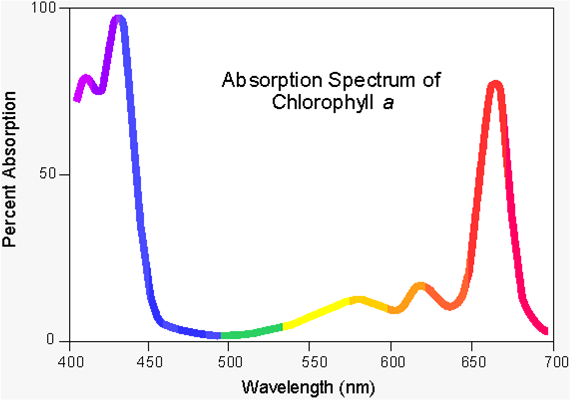 100
Absorption Spectrum of
Chlorophyll a
Percent Absorption
50
0
400 450 500 550 600 650 700
Wavelength (nm)